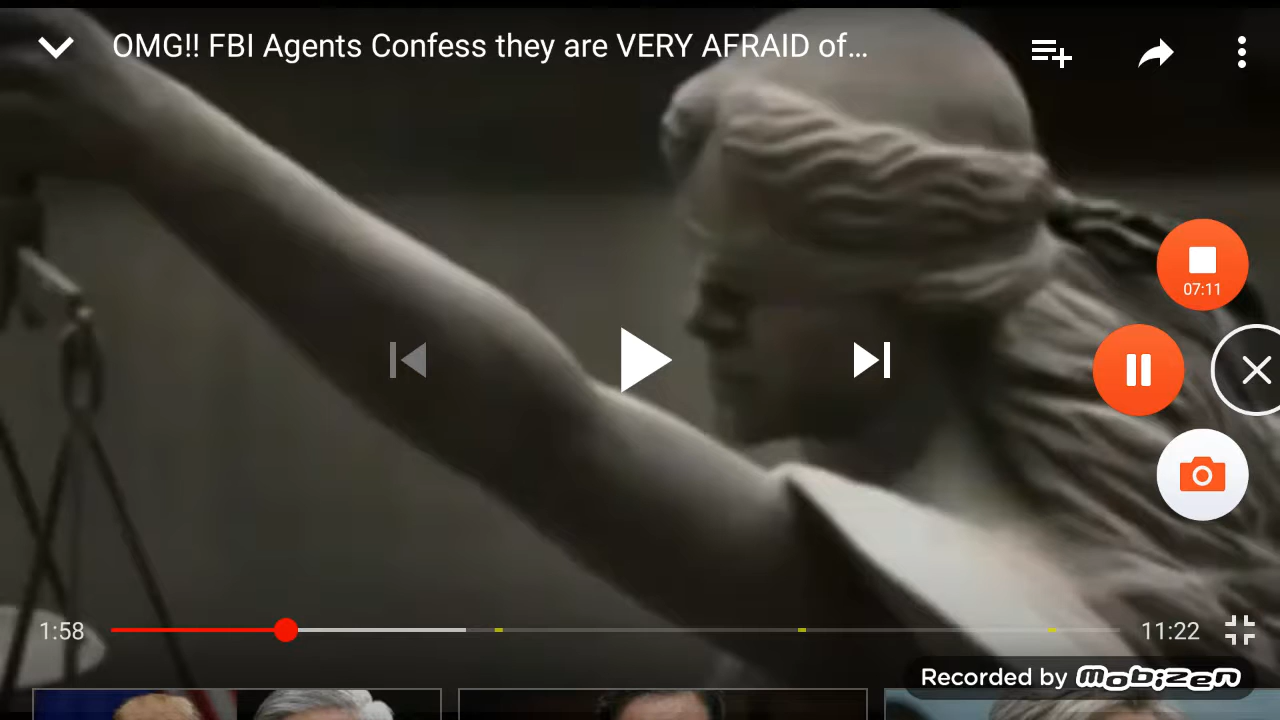 OMG!! FBI Agents Confess they are VERY AFRAID of...
07:11
1:58
11:22
Recorded by mobizen